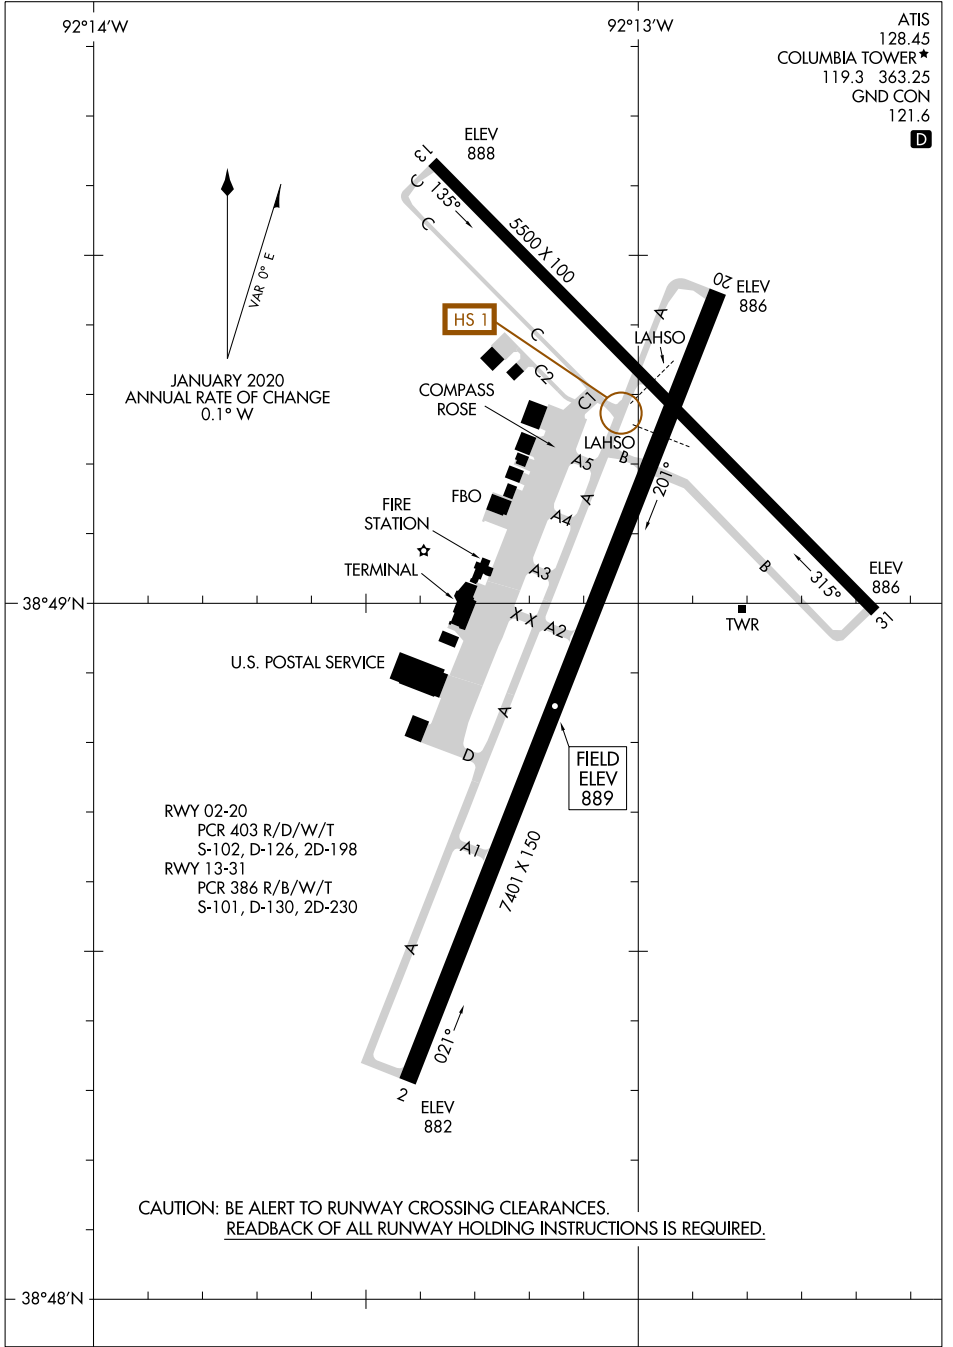 92°14'W
92°13'W
ATIS
128.45
COLUMBIA TOWER★
119.3 363.25
GND CON
121.6
D
ELEV
888
13
135°
C
C
5500 X 100
VAR 0° E
20
ELEV
886
A
HS 1
C
LAHSO
JANUARY 2020
ANNUAL RATE OF CHANGE
0.1° W
C2
COMPASS
ROSE
C1
LAHSO
A5
B
201°
FBO
A
FIRE
STATION
A4
TERMINAL
A3
B
315°
ELEV
886
38°49'N
X X
A2
TWR
31
U.S. POSTAL SERVICE
A
D
FIELD
ELEV
889
RWY 02-20
PCR 403 R/D/W/T
S-102, D-126, 2D-198
RWY 13-31
PCR 386 R/B/W/T
S-101, D-130, 2D-230
A1
7401 X 150
A
021°
2
ELEV
882
CAUTION: BE ALERT TO RUNWAY CROSSING CLEARANCES.
READBACK OF ALL RUNWAY HOLDING INSTRUCTIONS IS REQUIRED.
38°48'N